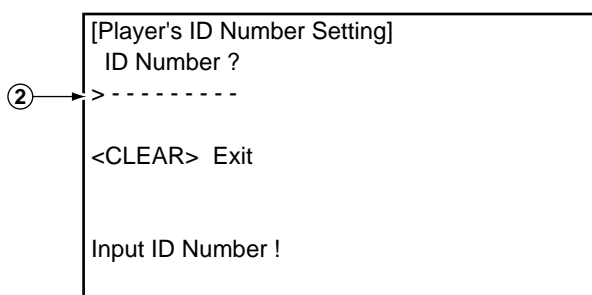 [Player's ID Number Setting]
ID Number ?
② >- - - - - - - - -
<CLEAR> Exit
Input ID Number !